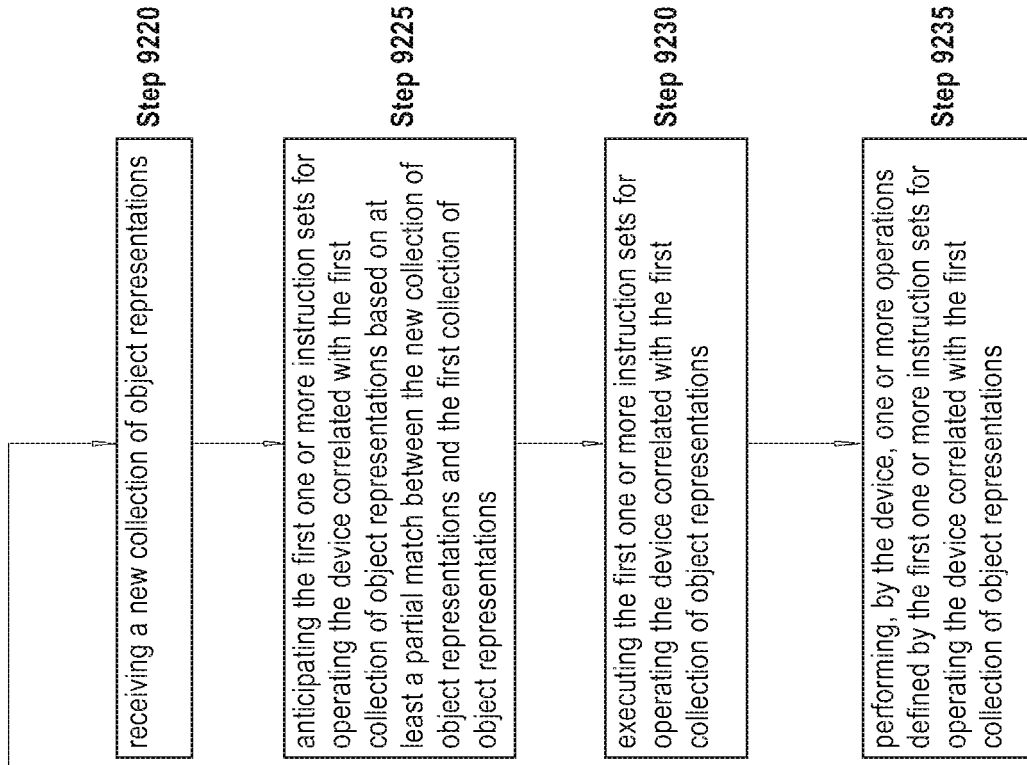 receiving a new collection of object representations
Step 9220
anticipating the first one or more instruction sets for
operating the device correlated with the first
collection of object representations based on at
least a partial match between the new collection of
object representations and the first collection of
object representations
Step 9225
executing the first one or more instruction sets for
operating the device correlated with the first
collection of object representations
Step 9230
performing, by the device, one or more operations
defined by the first one or more instruction sets for
operating the device correlated with the first
collection of object representations
Step 9235